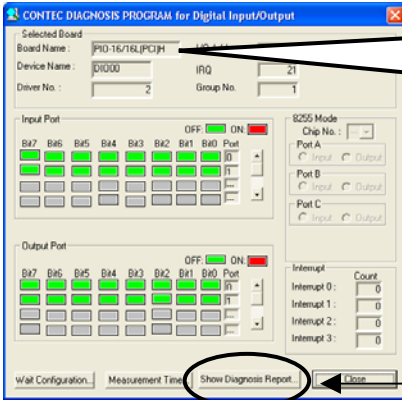 CONTEC DIAGNOSIS PROGRAM for Digital Input/Output
Selected Board
Board Name : PIO-16/16L(PCI)H
Device Name : DIO00 IRQ 21
Driver No. : 2 Group No. 1
Input Port
OFF: ON:
Bit7 Bit6 Bit5 Bit4 Bit3 Bit2 Bit1 Bit0 Port
0
1
Output Port
OFF: ON:
Bit7 Bit6 Bit5 Bit4 Bit3 Bit2 Bit1 Bit0 Port
0
1
8255 Mode
Chip No. :
Port A
Input Output
Port B
Input Output
Port C
Input Output
Interrupt Count
Interrupt 0 : 0
Interrupt 1 : 0
Interrupt 2 : 0
Interrupt 3 : 0
Wait Configuration... Measurement Time Show Diagnosis Report... Close